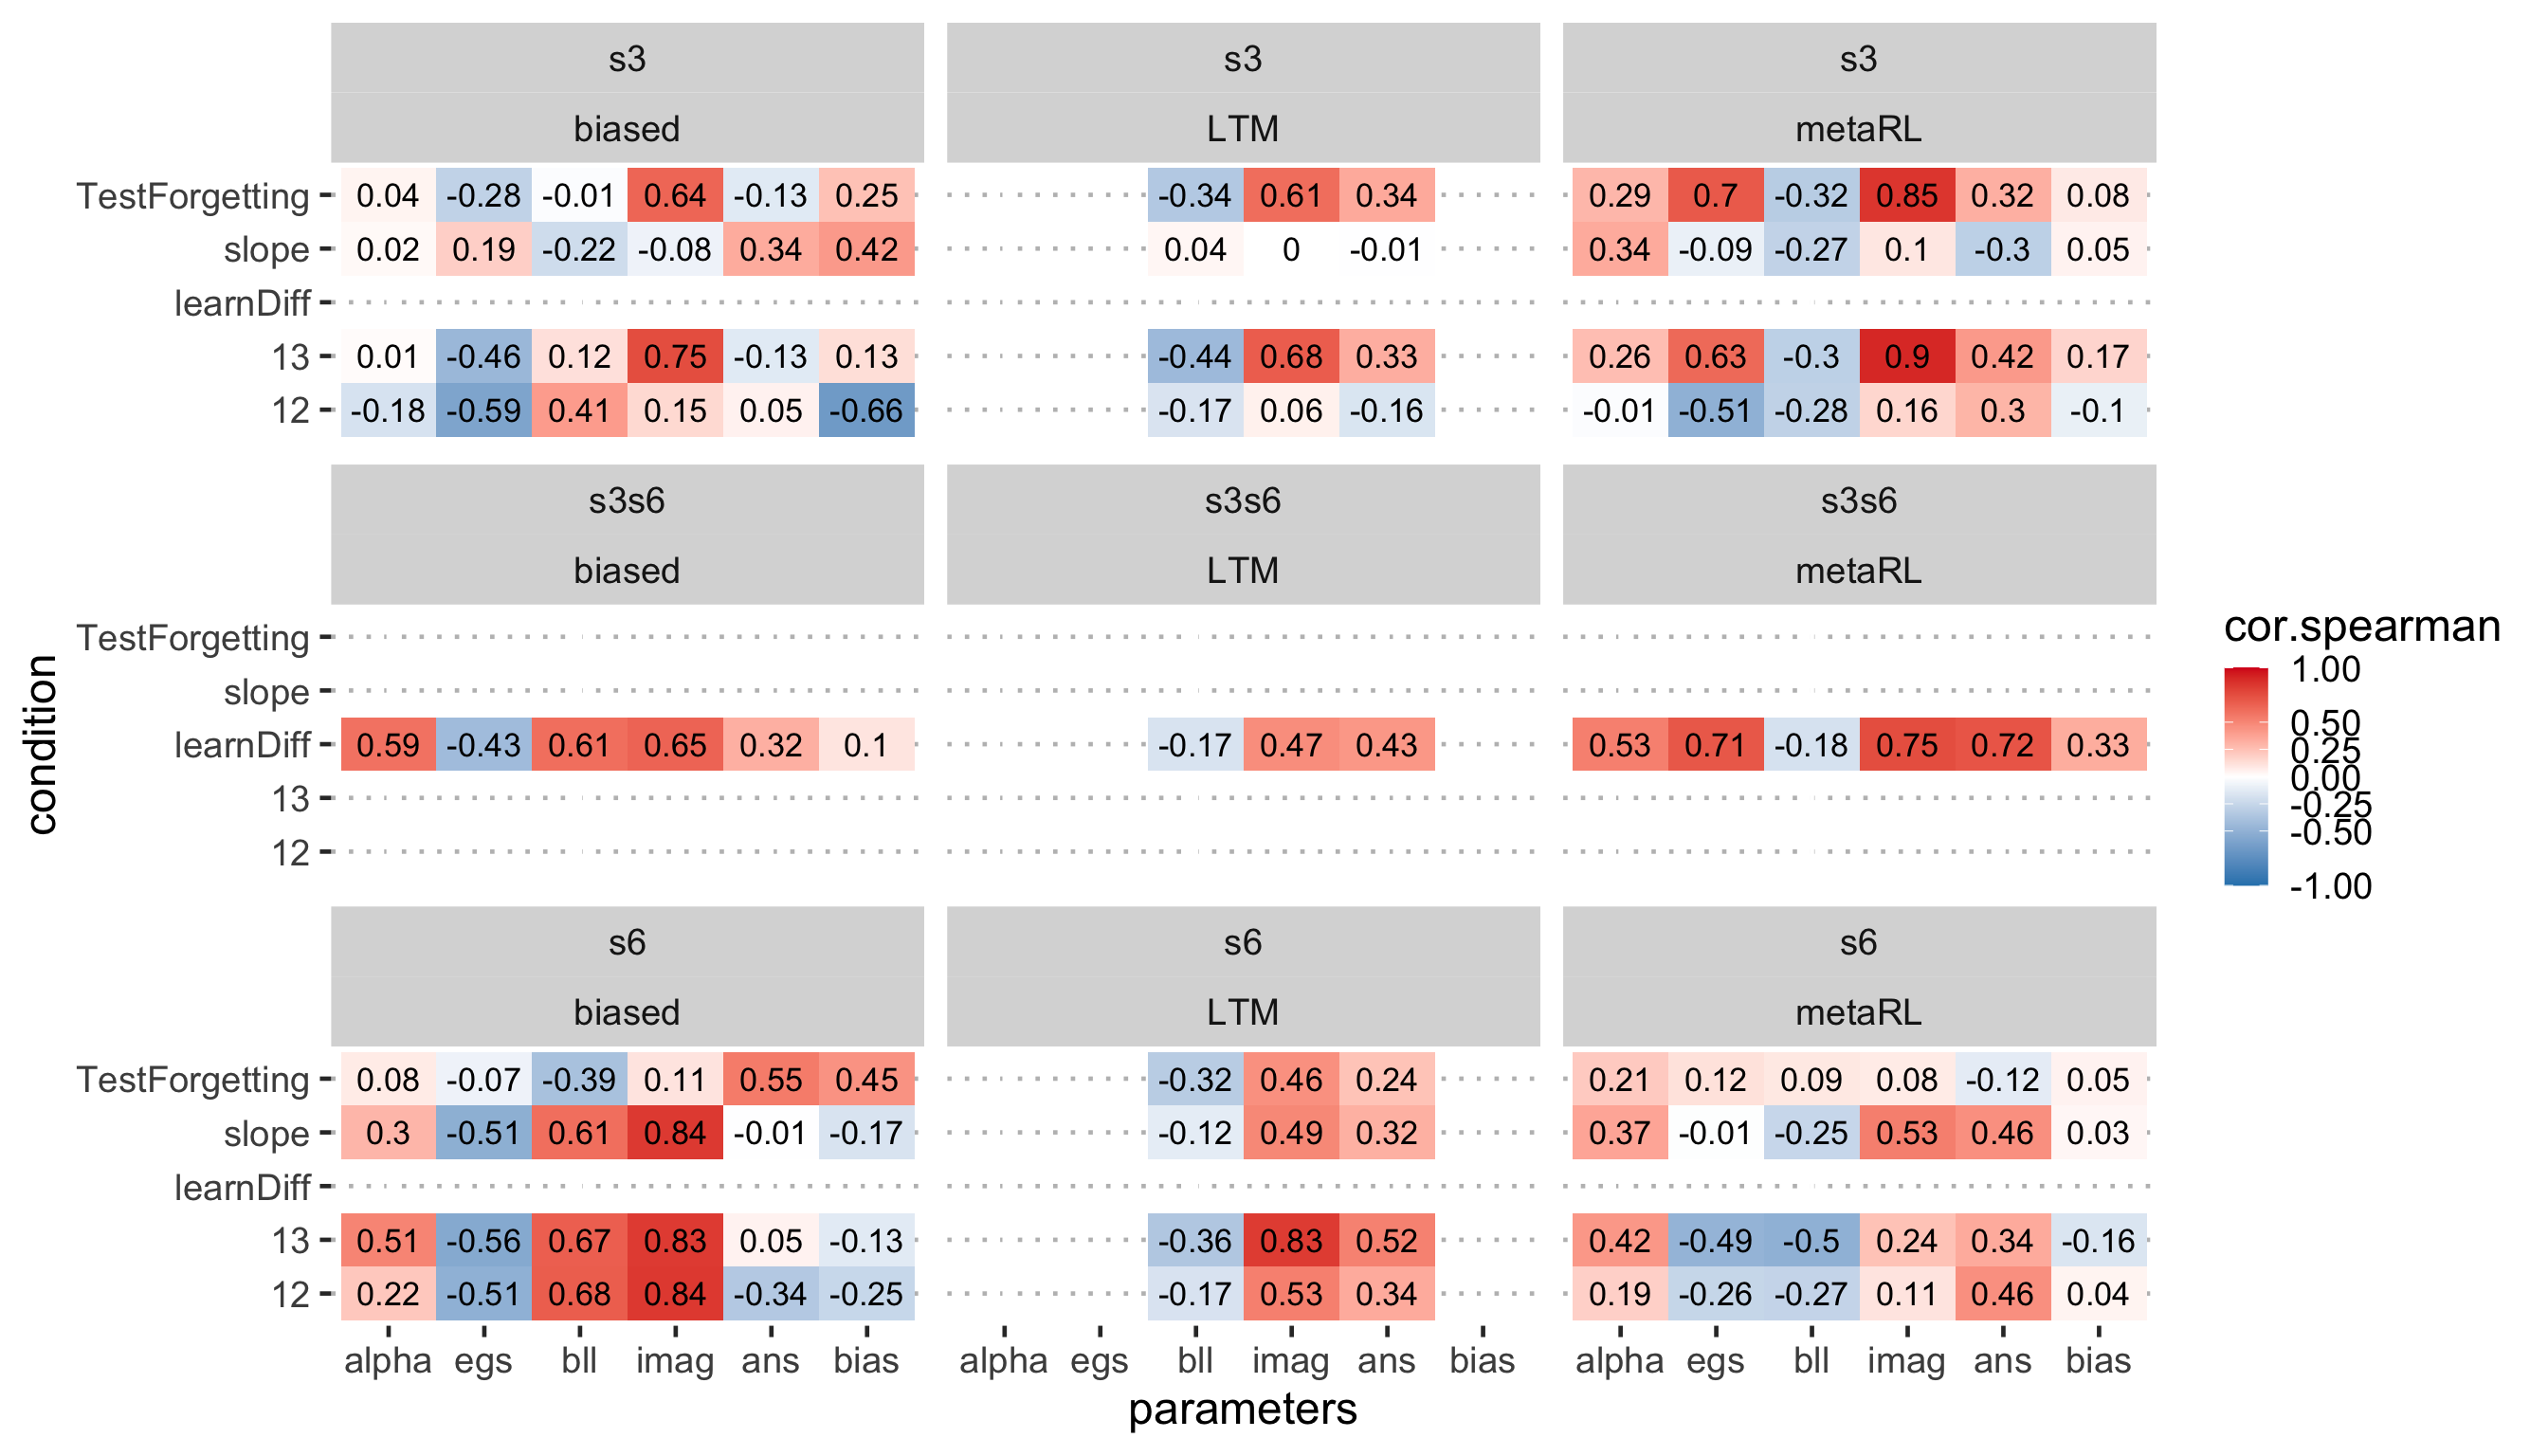 s3 s3 s3
biased LTM metaRL
TestForgetting 0.04 -0.28 -0.01 0.64 -0.13 0.25 -0.34 0.61 0.34 0.29 0.7 -0.32 0.85 0.32 0.08
slope 0.02 0.19 -0.22 -0.08 0.34 0.42 0.04 0 -0.01 0.34 -0.09 -0.27 0.1 -0.3 0.05
learnDiff
13 0.01 -0.46 0.12 0.75 -0.13 0.13 -0.44 0.68 0.33 0.26 0.63 -0.3 0.9 0.42 0.17
12 -0.18 -0.59 0.41 0.15 0.05 -0.66 -0.17 0.06 -0.16 -0.01 -0.51 -0.28 0.16 0.3 -0.1
s3s6 s3s6 s3s6
biased LTM metaRL
TestForgetting
slope
learnDiff 0.59 -0.43 0.61 0.65 0.32 0.1 -0.17 0.47 0.43 0.53 0.71 -0.18 0.75 0.72 0.33
13
12
s6 s6 s6
biased LTM metaRL
TestForgetting 0.08 -0.07 -0.39 0.11 0.55 0.45 -0.32 0.46 0.24 0.21 0.12 0.09 0.08 -0.12 0.05
slope 0.3 -0.51 0.61 0.84 -0.01 -0.17 -0.12 0.49 0.32 0.37 -0.01 -0.25 0.53 0.46 0.03
learnDiff
13 0.51 -0.56 0.67 0.83 0.05 -0.13 -0.36 0.83 0.52 0.42 -0.49 -0.5 0.24 0.34 -0.16
12 0.22 -0.51 0.68 0.84 -0.34 -0.25 -0.17 0.53 0.34 0.19 -0.26 -0.27 0.11 0.46 0.04
alpha egs bll imag ans bias alpha egs bll imag ans bias alpha egs bll imag ans bias
parameters
condition
cor.spearman
1.00
0.50
0.25
0.00
-0.25
-0.50
-1.00